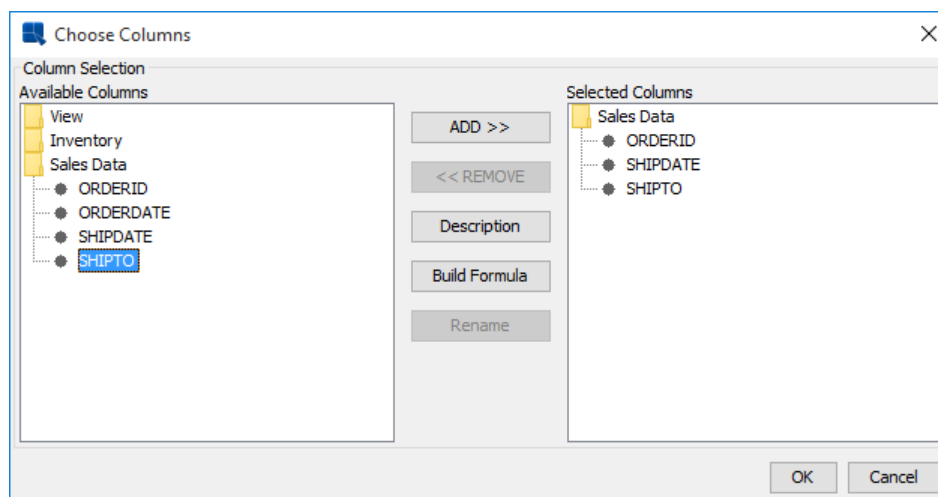 Choose Columns
Column Selection
Available Columns
View
Inventory
Sales Data
ORDERID
ORDERDATE
SHIPDATE
SHIPTO
ADD >>
<< REMOVE
Description
Build Formula
Rename
Selected Columns
Sales Data
ORDERID
SHIPDATE
SHIPTO
OK
Cancel